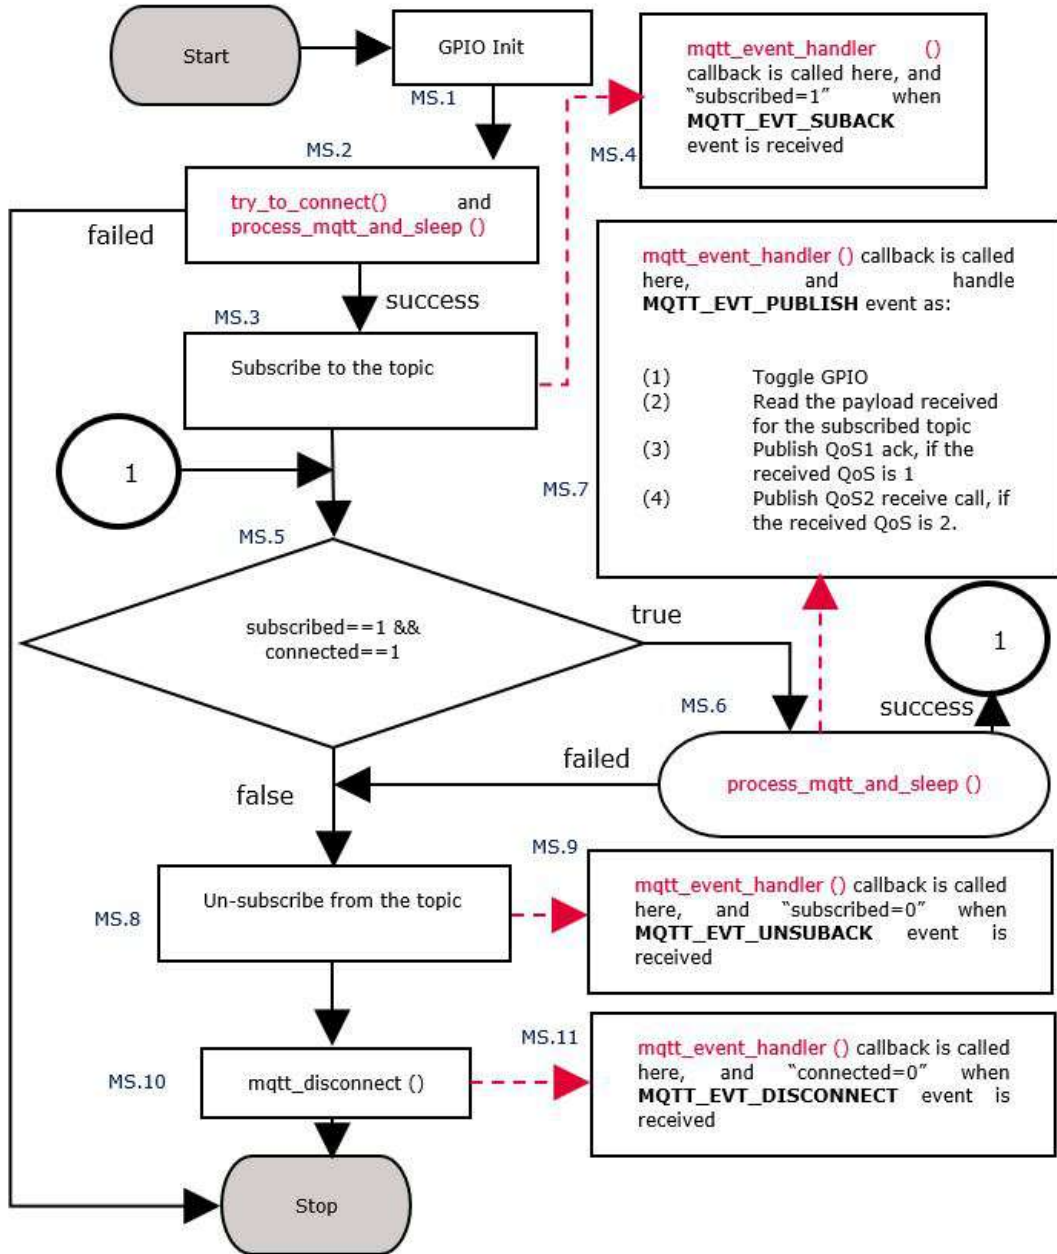 Start
GPIO Init
MS.1
mqtt_event_handler ()
callback is called here, and
“subscribed=1” when
MQTT_EVT_SUBACK
event is received
MS.4
MS.2
try_to_connect() and
process_mqtt_and_sleep ()
failed
success
MS.3
Subscribe to the topic
mqtt_event_handler () callback is called
here, and handle
MQTT_EVT_PUBLISH event as:
(1) Toggle GPIO
(2) Read the payload received
for the subscribed topic
(3) Publish QoS1 ack, if the
received QoS is 1
(4) Publish QoS2 receive call, if
the received QoS is 2.
MS.7
1
MS.5
subscribed==1 &&
connected==1
true
1
MS.6
success
process_mqtt_and_sleep ()
failed
false
MS.8
Un-subscribe from the topic
MS.9
mqtt_event_handler () callback is called
here, and “subscribed=0” when
MQTT_EVT_UNSUBACK event is
received
MS.10
mqtt_disconnect ()
MS.11
mqtt_event_handler () callback is called
here, and “connected=0” when
MQTT_EVT_DISCONNECT event is
received
Stop